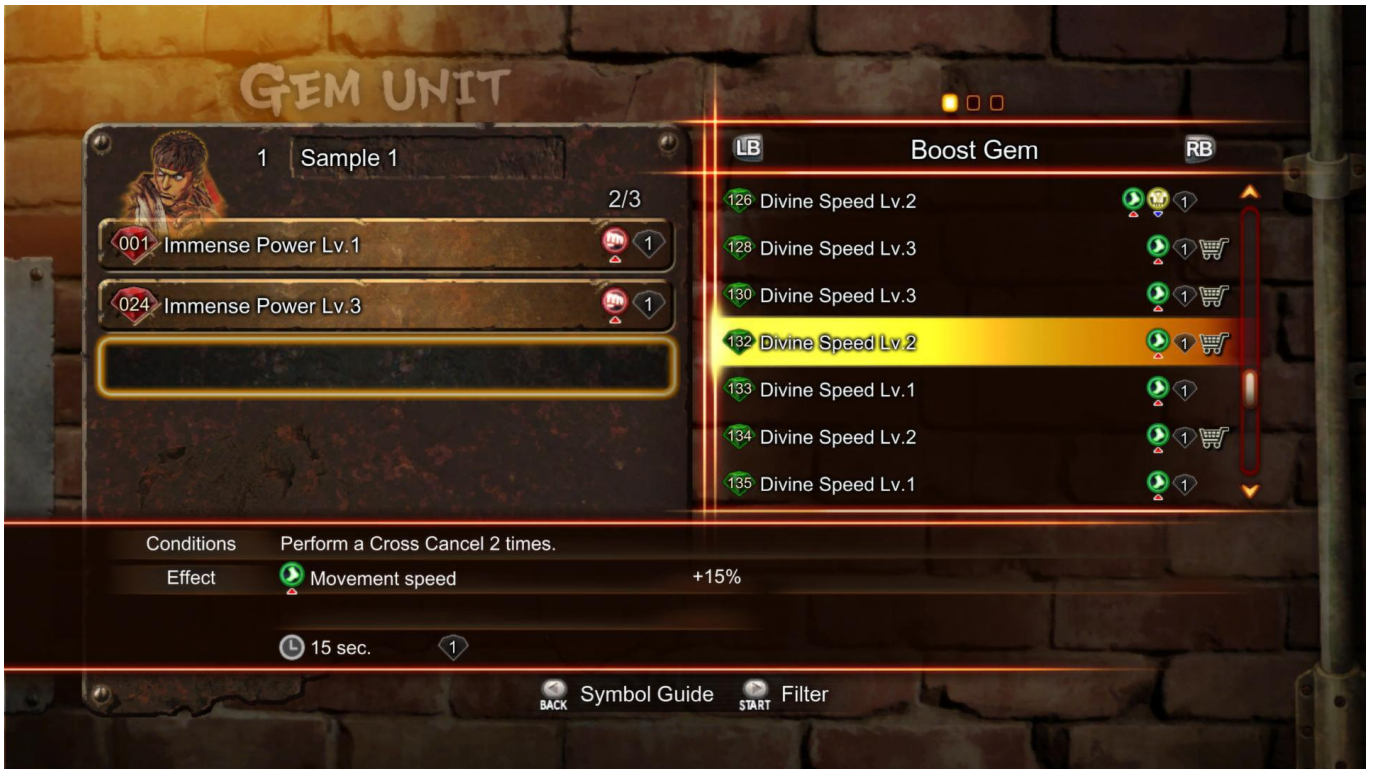 GEM UNIT
1 Sample 1
2/3
001 Immense Power Lv.1 1
024 Immense Power Lv.3 1
LB Boost Gem RB
126 Divine Speed Lv.2 1
128 Divine Speed Lv.3 1
130 Divine Speed Lv.3 1
132 Divine Speed Lv.2 1
133 Divine Speed Lv.1 1
134 Divine Speed Lv.2 1
135 Divine Speed Lv.1 1
Conditions Perform a Cross Cancel 2 times.
Effect Movement speed +15%
15 sec. 1
BACK Symbol Guide START Filter